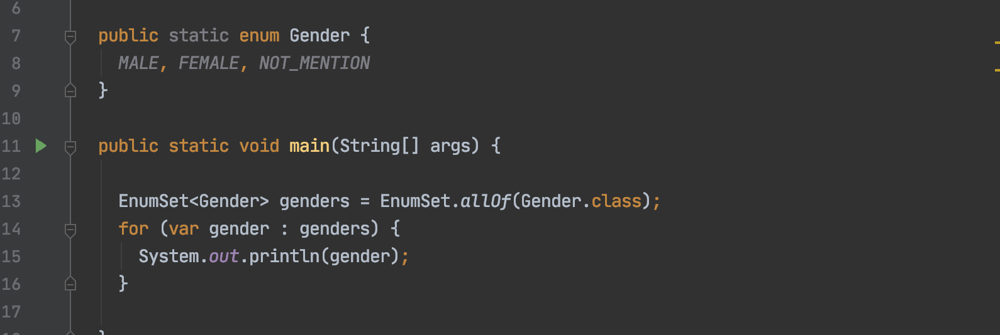 6
7 public static enum Gender {
8 MALE, FEMALE, NOT_MENTION
9 }
10
11 public static void main(String[] args) {
12
13 EnumSet<Gender> genders = EnumSet.allOf(Gender.class);
14 for (var gender : genders) {
15 System.out.println(gender);
16 }
17